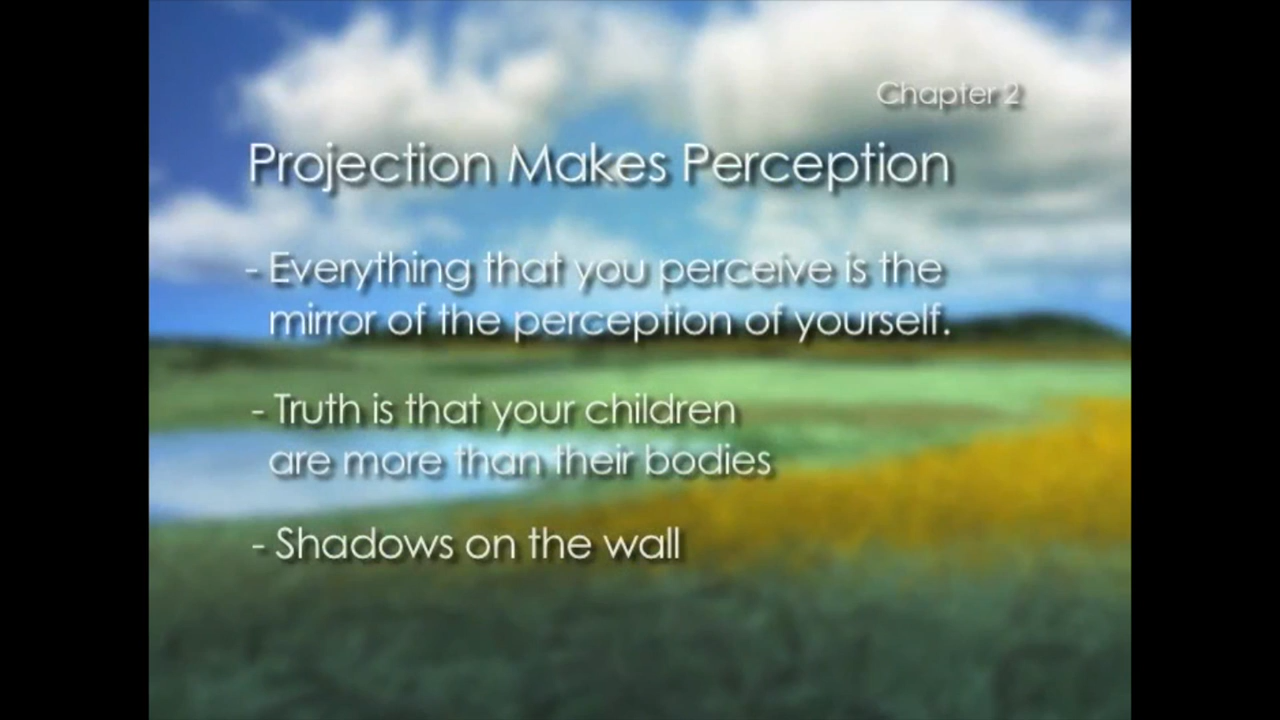 Chapter 2
Projection Makes Perception
- Everything that you perceive is the
mirror of the perception of yourself.
- Truth is that your children
are more than their bodies
- Shadows on the wall